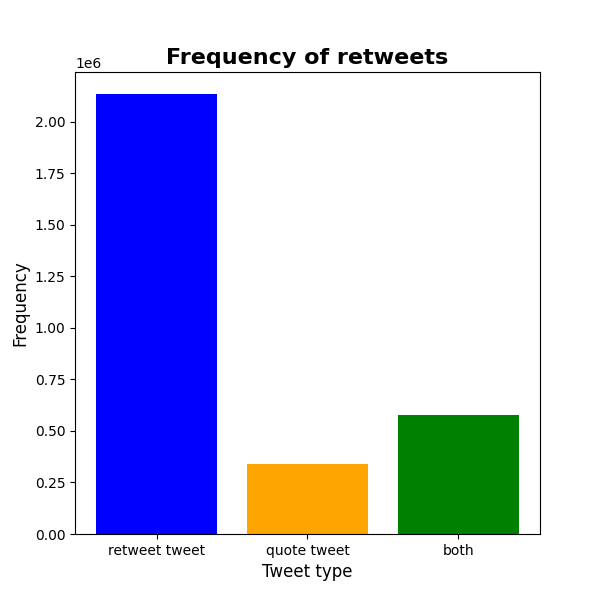 Frequency of retweets
1e6
2.00
1.75
1.50
1.25
1.00
0.75
0.50
0.25
0.00
Frequency
retweet tweet quote tweet both
Tweet type